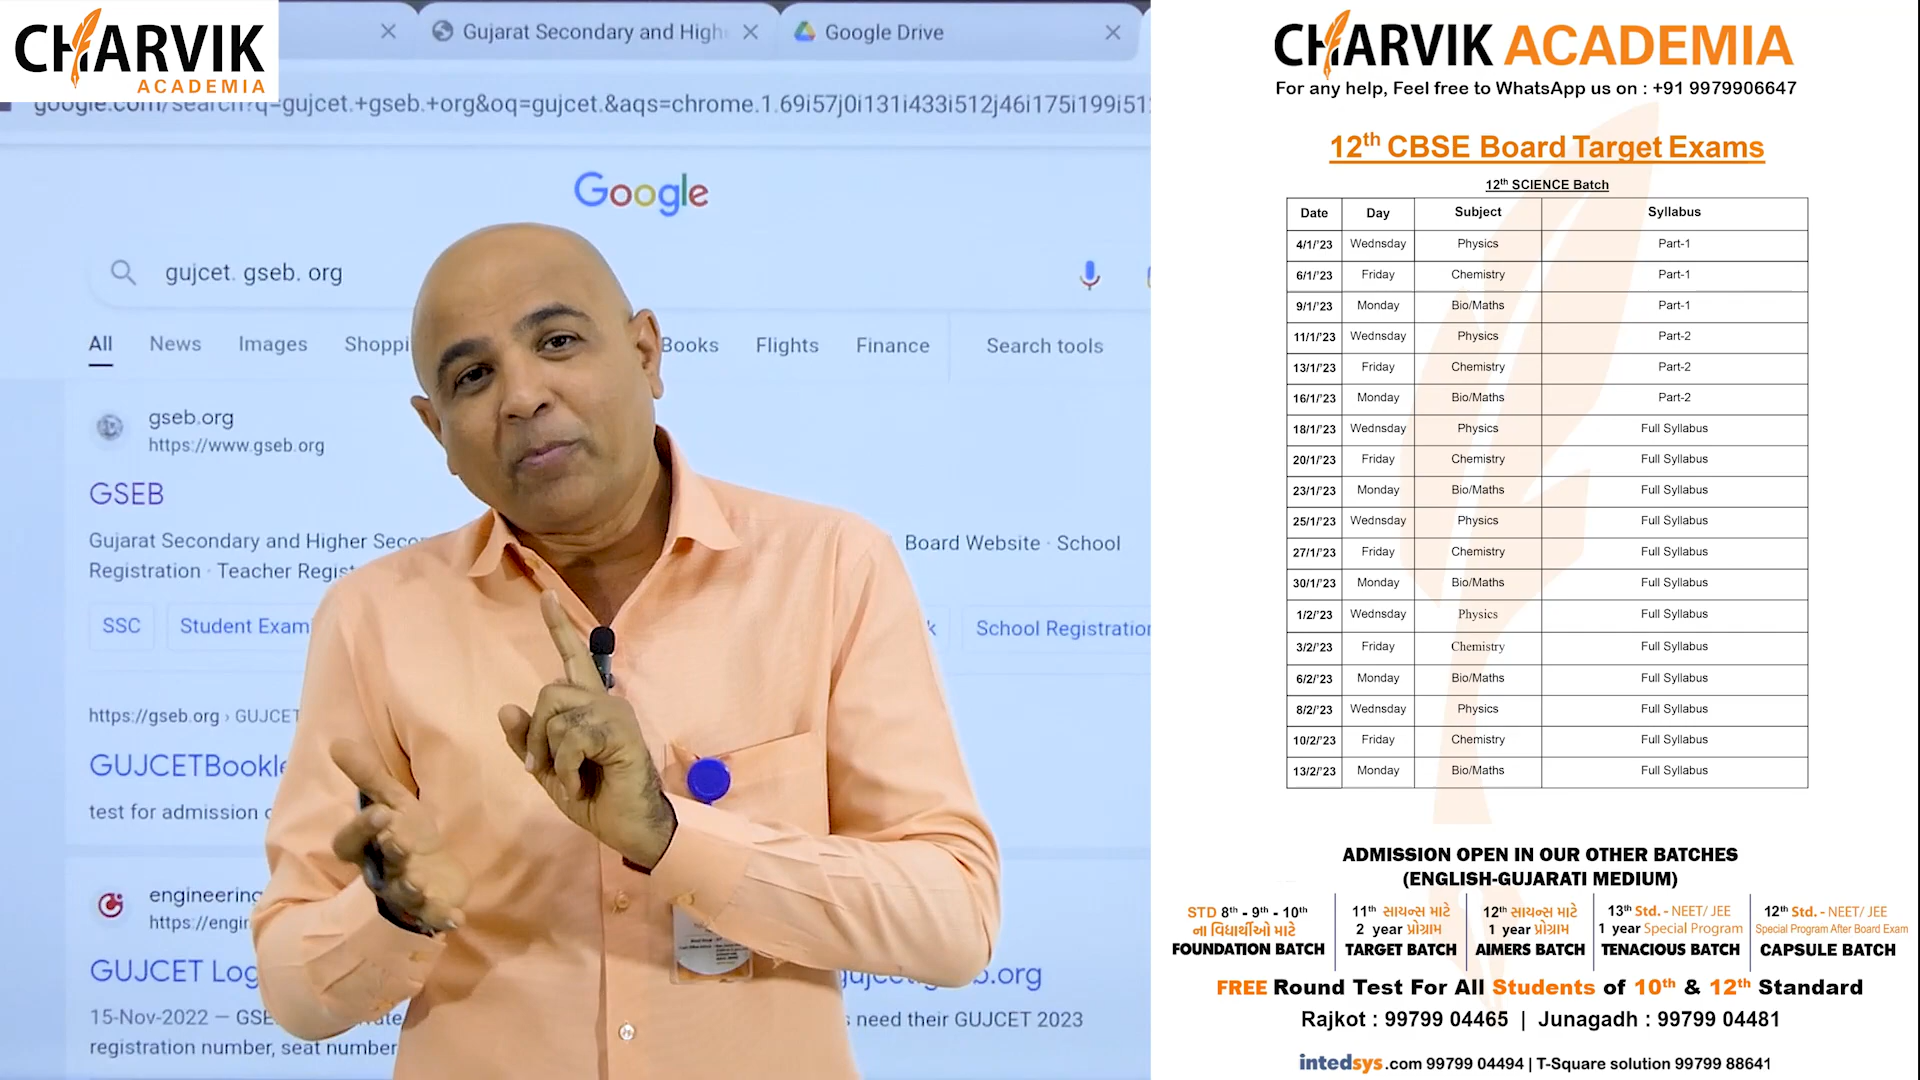 CHARVIK
ACADEMIA
Gujarat Secondary and High
Google Drive
google.com/search?q=gujcet.+gseb.+org&oq=gujcet.&aqs=chrome.1.69i57j0i131i433i512j46i175i199i51
Google
gujcet. gseb. org
All News Images Shoppi Books Flights Finance Search tools
gseb.org
https://www.gseb.org
GSEB
Gujarat Secondary and Higher Seco Board Website · School
Registration · Teacher Regist
SSC Student Exam k School Registration
https://gseb.org › GUJCET
GUJCETBookle
test for admission
engineering
https://engin
GUJCET Log .org
15-Nov-2022 — GSE need their GUJCET 2023
registration number, seat number
CHARVIK ACADEMIA
For any help, Feel free to WhatsApp us on : +91 9979906647
12th CBSE Board Target Exams
12th SCIENCE Batch
Date Day Subject Syllabus
4/1/'23 Wednsday Physics Part-1
6/1/'23 Friday Chemistry Part-1
9/1/'23 Monday Bio/Maths Part-1
11/1/'23 Wednsday Physics Part-2
13/1/'23 Friday Chemistry Part-2
16/1/'23 Monday Bio/Maths Part-2
18/1/'23 Wednsday Physics Full Syllabus
20/1/'23 Friday Chemistry Full Syllabus
23/1/'23 Monday Bio/Maths Full Syllabus
25/1/'23 Wednsday Physics Full Syllabus
27/1/'23 Friday Chemistry Full Syllabus
30/1/'23 Monday Bio/Maths Full Syllabus
1/2/'23 Wednsday Physics Full Syllabus
3/2/'23 Friday Chemistry Full Syllabus
6/2/'23 Monday Bio/Maths Full Syllabus
8/2/'23 Wednsday Physics Full Syllabus
10/2/'23 Friday Chemistry Full Syllabus
13/2/'23 Monday Bio/Maths Full Syllabus
ADMISSION OPEN IN OUR OTHER BATCHES
(ENGLISH-GUJARATI MEDIUM)
STD 8th - 9th - 10th
ના વિદ્યાર્થીઓ માટે
FOUNDATION BATCH
11th સાયન્સ માટે
2 year પ્રોગ્રામ
TARGET BATCH
12th સાયન્સ માટે
1 year પ્રોગ્રામ
AIMERS BATCH
13th Std. - NEET/ JEE
1 year Special Program
TENACIOUS BATCH
12th Std. - NEET/ JEE
Special Program After Board Exam
CAPSULE BATCH
FREE Round Test For All Students of 10th & 12th Standard
Rajkot : 99799 04465 | Junagadh : 99799 04481
intedsys.com 99799 04494 | T-Square solution 99799 88641